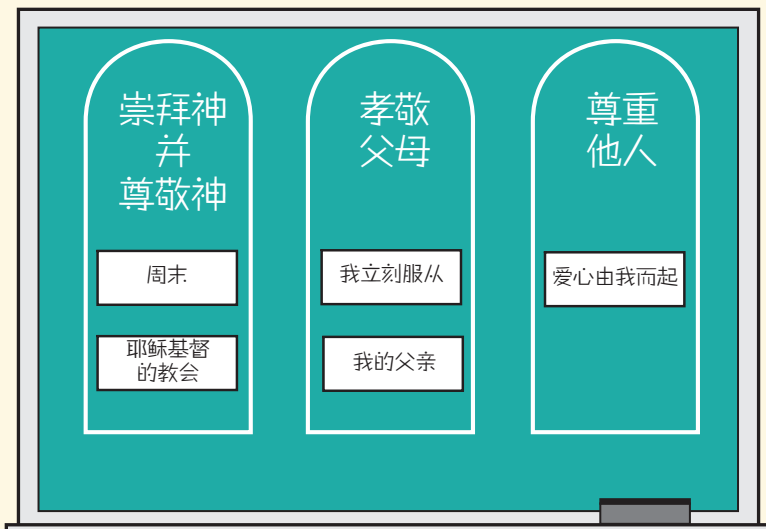 崇拜神
并
尊敬神
周末
耶稣基督
的教会
孝敬
父母
我立刻服从
我的父亲
尊重
他人
爱心由我而起